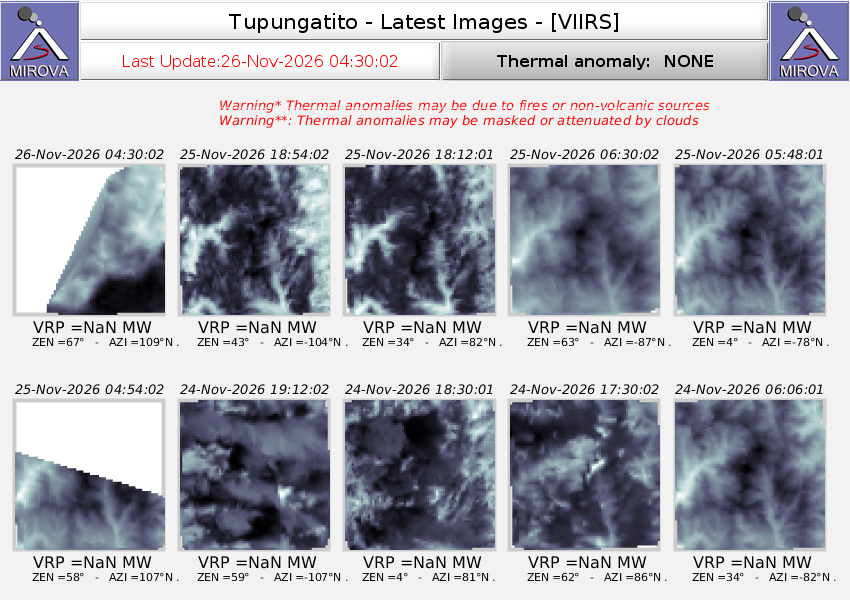 Tupungatito - Latest Images - [VIIRS]
MIROVA
MIROVA
Last Update:26-Nov-2026 04:30:02
Thermal anomaly: NONE
Warning* Thermal anomalies may be due to fires or non-volcanic sources
Warning**: Thermal anomalies may be masked or attenuated by clouds
26-Nov-2026 04:30:02
25-Nov-2026 18:54:02
25-Nov-2026 18:12:01
25-Nov-2026 06:30:02
25-Nov-2026 05:48:01
VRP =NaN MW
VRP =NaN MW
VRP =NaN MW
VRP =NaN MW
VRP =NaN MW
ZEN =67° - AZI =109°N .
ZEN =43° - AZI =-104°N .
ZEN =34° - AZI =82°N .
ZEN =63° - AZI =-87°N .
ZEN =4° - AZI =-78°N .
25-Nov-2026 04:54:02
24-Nov-2026 19:12:02
24-Nov-2026 18:30:01
24-Nov-2026 17:30:02
24-Nov-2026 06:06:01
VRP =NaN MW
VRP =NaN MW
VRP =NaN MW
VRP =NaN MW
VRP =NaN MW
ZEN =58° - AZI =107°N .
ZEN =59° - AZI =-107°N .
ZEN =4° - AZI =81°N .
ZEN =62° - AZI =86°N .
ZEN =34° - AZI =-82°N .